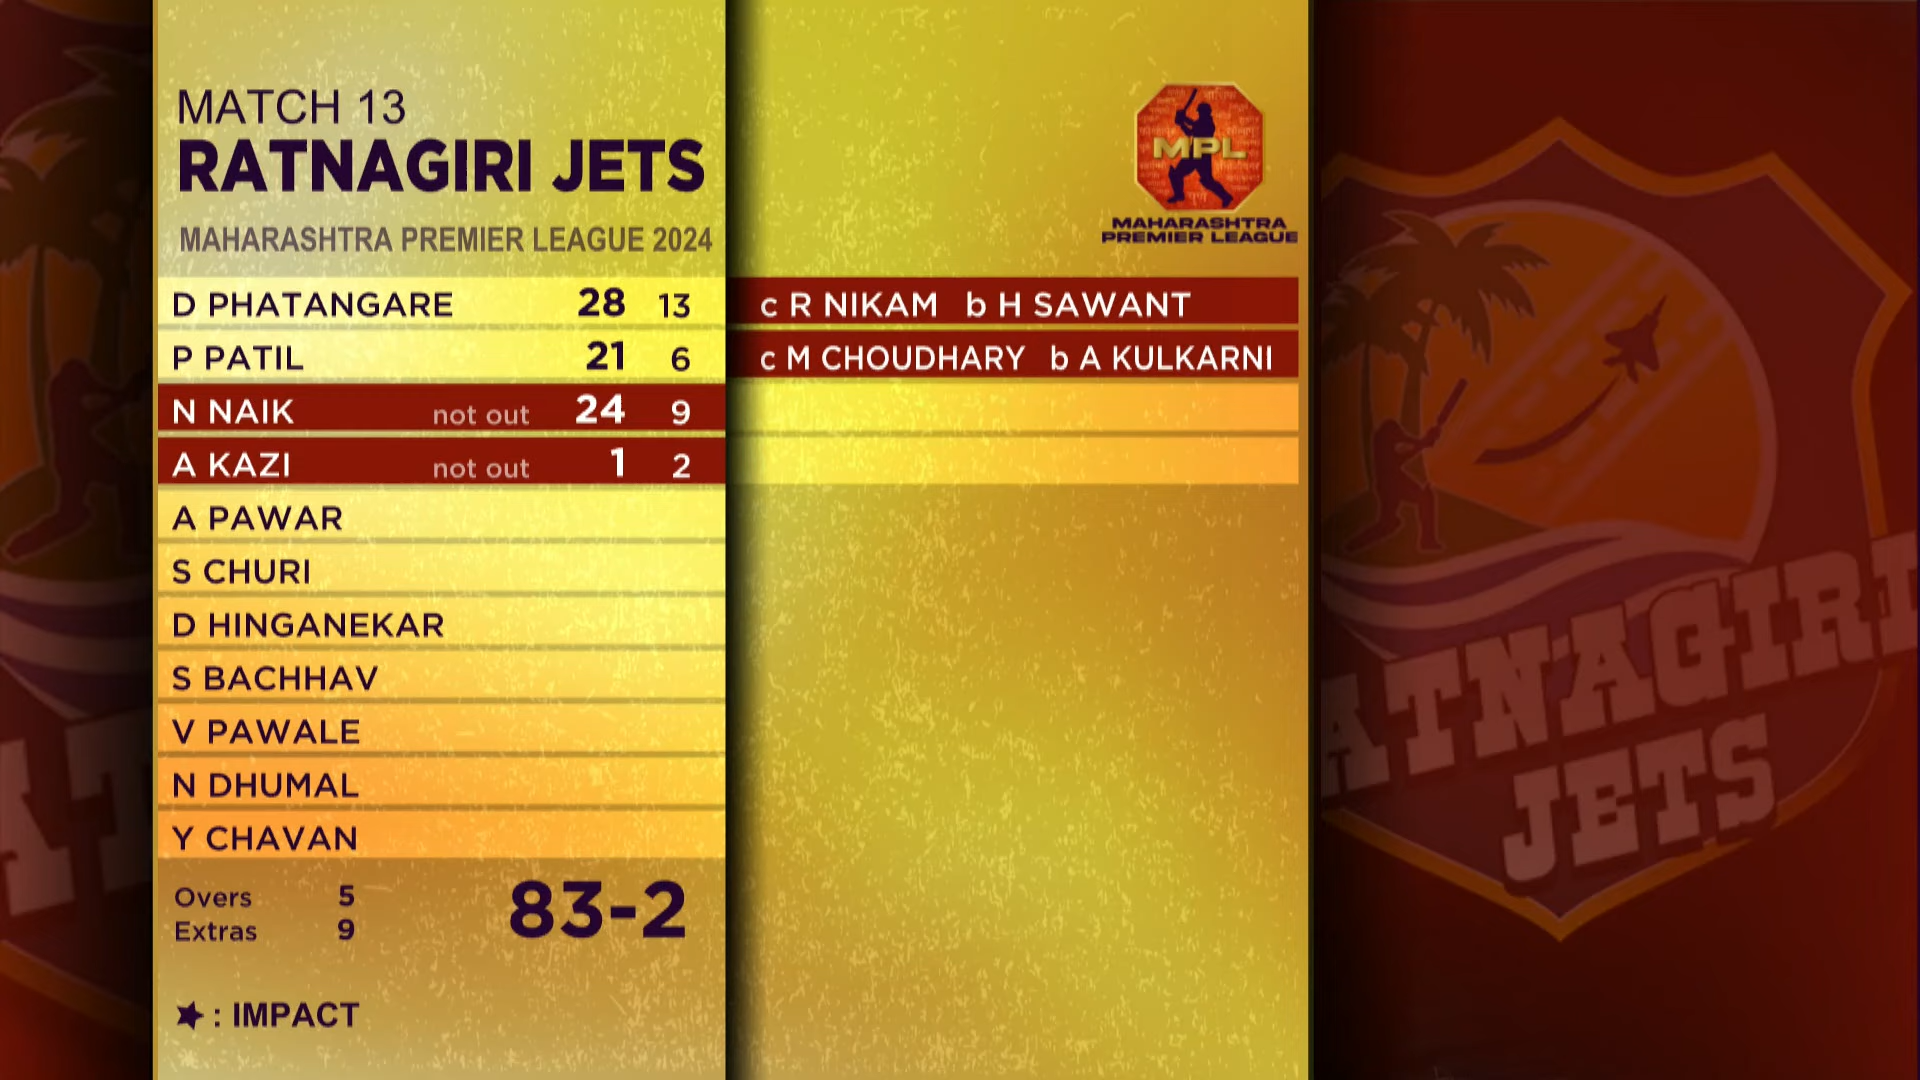 MATCH 13
RATNAGIRI JETS
MAHARASHTRA PREMIER LEAGUE 2024
MPL
MAHARASHTRA
PREMIER LEAGUE
D PHATANGARE 28 13 c R NIKAM b H SAWANT
P PATIL 21 6 c M CHOUDHARY b A KULKARNI
N NAIK not out 24 9
A KAZI not out 1 2
A PAWAR
S CHURI
D HINGANEKAR
S BACHHAV
V PAWALE
N DHUMAL
Y CHAVAN
Overs 5
Extras 9
83-2
★ : IMPACT
ATNAGIRI
JETS